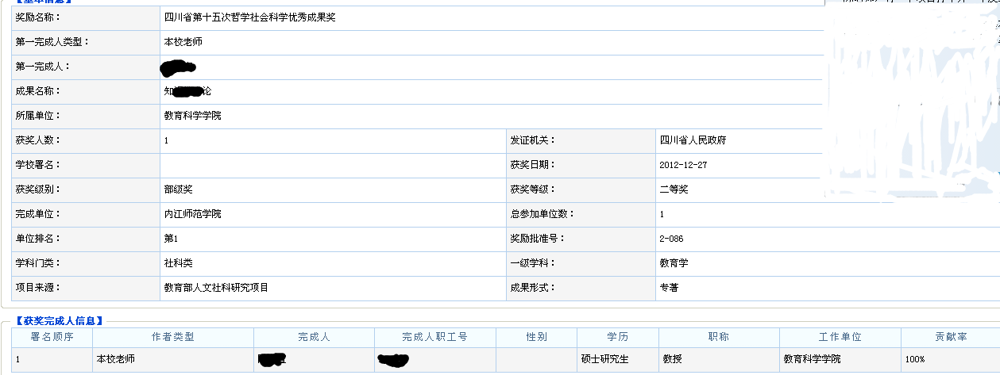 【基本信息】
奖励名称： 四川省第十五次哲学社会科学优秀成果奖
第一完成人类型： 本校老师
第一完成人：
成果名称： 知 论
所属单位： 教育科学学院
获奖人数： 1 发证机关： 四川省人民政府
学校署名： 获奖日期： 2012-12-27
获奖级别： 部级奖 获奖等级： 二等奖
完成单位： 内江师范学院 总参加单位数： 1
单位排名： 第1 奖励批准号： 2-086
学科门类： 社科类 一级学科： 教育学
项目来源： 教育部人文社科研究项目 成果形式： 专著
【获奖完成人信息】
署名顺序 作者类型 完成人 完成人职工号 性别 学历 职称 工作单位 贡献率
1 本校老师 硕士研究生 教授 教育科学学院 100%